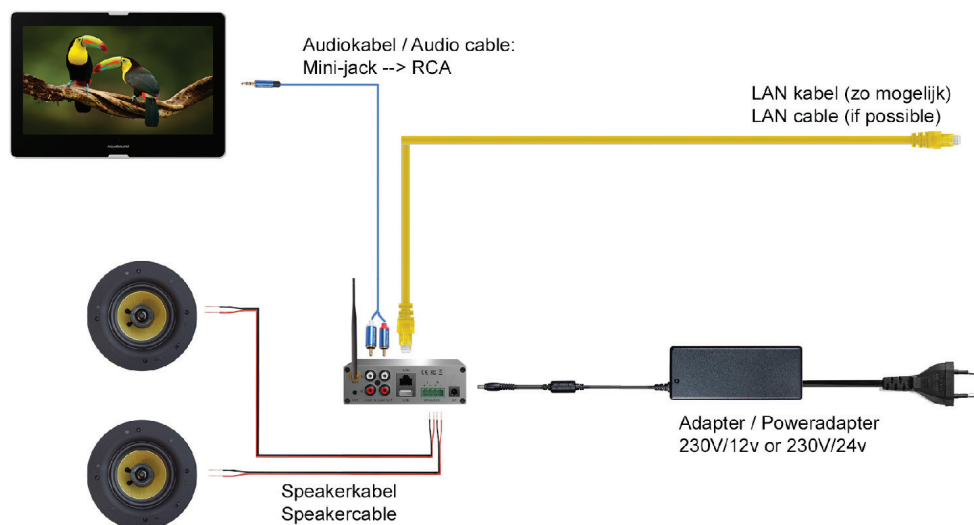 Audiokabel / Audio cable:
Mini-jack --> RCA
LAN kabel (zo mogelijk)
LAN cable (if possible)
Adapter / Poweradapter
230V/12v or 230V/24v
Speakerkabel
Speakercable